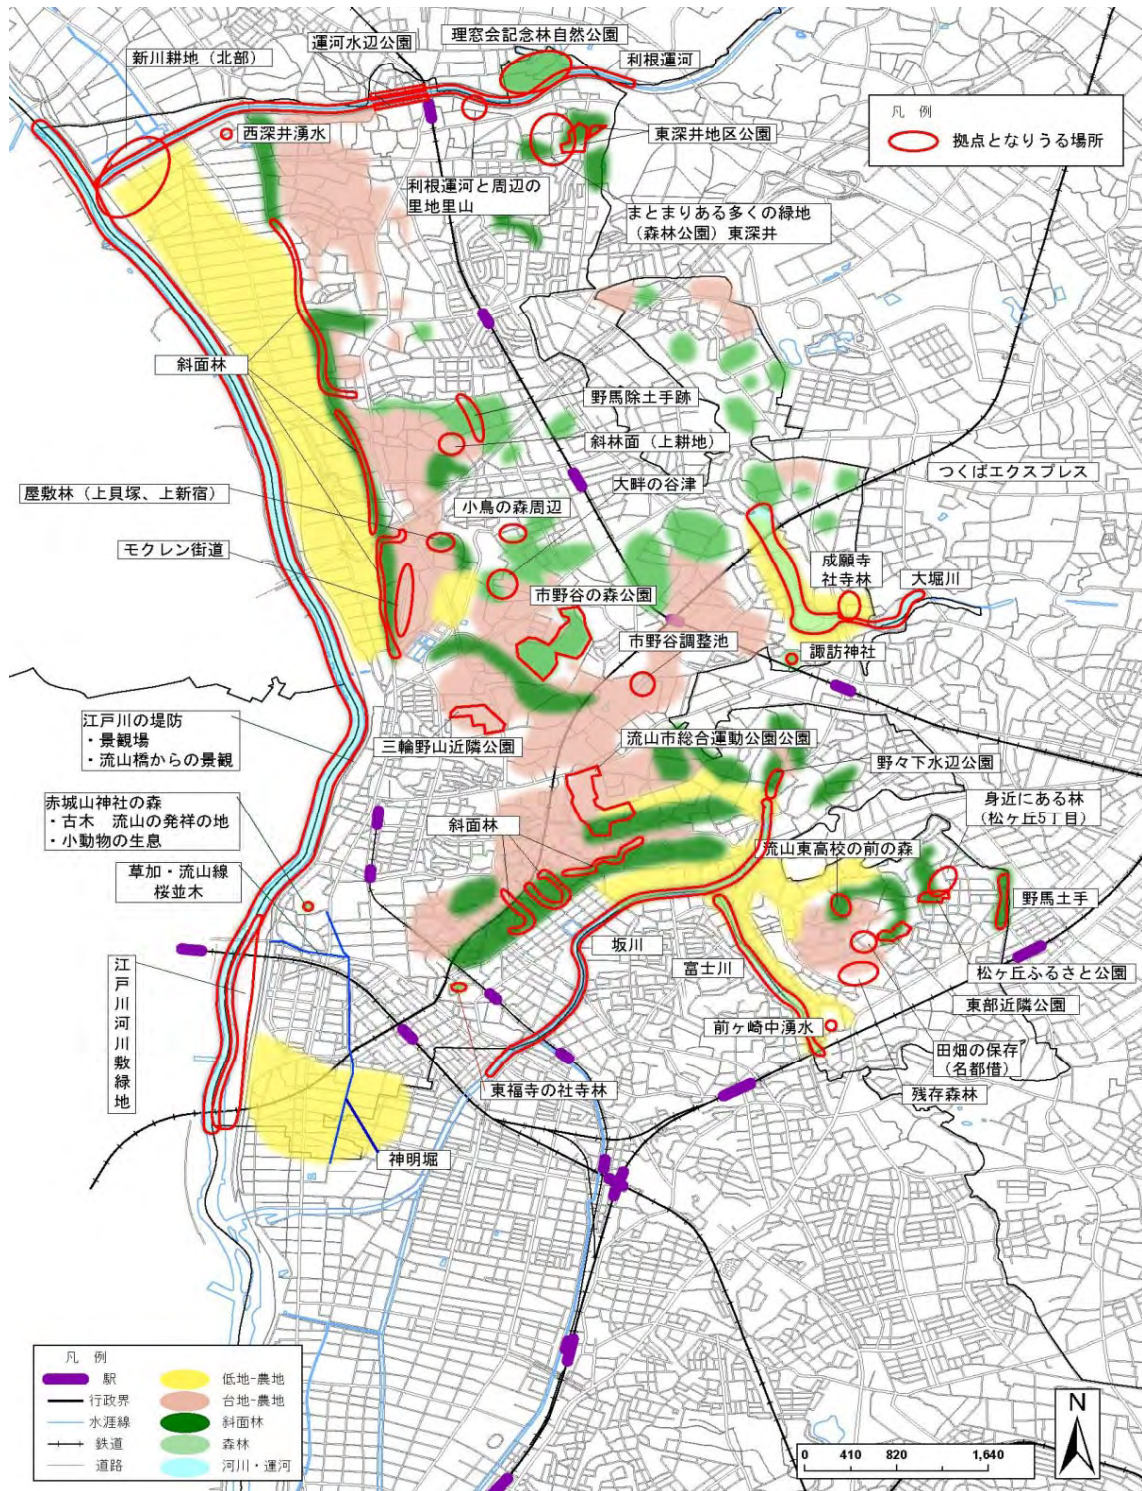 理窓会記念林自然公園
運河水辺公園
新川耕地（北部）
利根運河
凡 例
拠点となりうる場所
西深井湧水
東深井地区公園
利根運河と周辺の
里地里山
まとまりある多くの緑地
（森林公園）東深井
斜面林
野馬除土手跡
斜林面（上耕地）
大畔の谷津
つくばエクスプレス
屋敷林（上貝塚、上新宿）
小鳥の森周辺
モクレン街道
成願寺
社寺林
大堀川
市野谷の森公園
市野谷調整池
諏訪神社
江戸川の堤防
・景観場
・流山橋からの景観
三輪野山近隣公園
流山市総合運動公園公園
野々下水辺公園
赤城山神社の森
・古木　流山の発祥の地
・小動物の生息
斜面林
身近にある林
（松ヶ丘5丁目）
流山東高校の前の森
草加・流山線
桜並木
野馬土手
坂川
富士川
江戸川河川敷緑地
松ヶ丘ふるさと公園
東部近隣公園
前ヶ崎中湧水
田畑の保存
（名都借）
東福寺の社寺林
残存森林
神明堀
凡 例
駅
低地-農地
行政界
台地-農地
水涯線
斜面林
鉄道
森林
道路
河川・運河
N
0 410 820 1,640